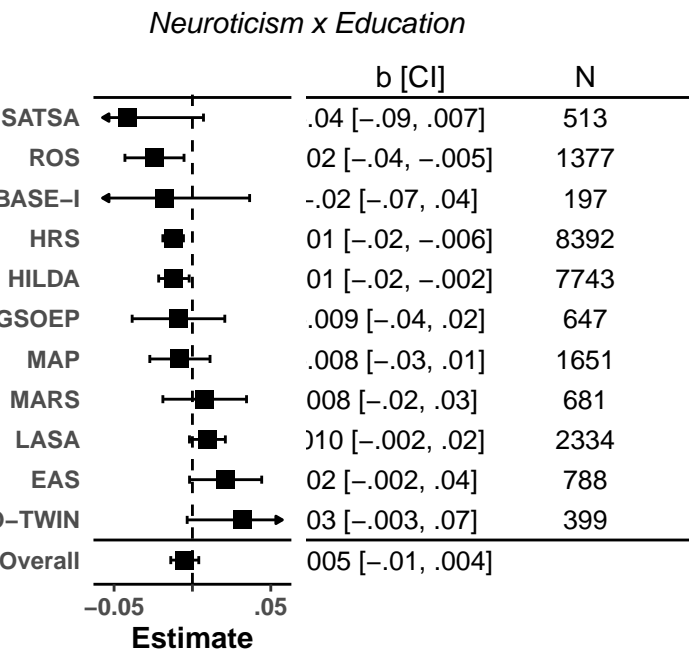 Neuroticism x Education
b [CI] N
SATSA .04 [−.09, .007] 513
ROS 02 [−.04, −.005] 1377
BASE−I -.02 [−.07, .04] 197
HRS 01 [−.02, −.006] 8392
HILDA 01 [−.02, −.002] 7743
GSOEP .009 [−.04, .02] 647
MAP .008 [−.03, .01] 1651
MARS 008 [−.02, .03] 681
LASA 010 [−.002, .02] 2334
EAS 02 [−.002, .04] 788
−TWIN 03 [−.003, .07] 399
Overall 005 [−.01, .004]
−0.05 .05
Estimate